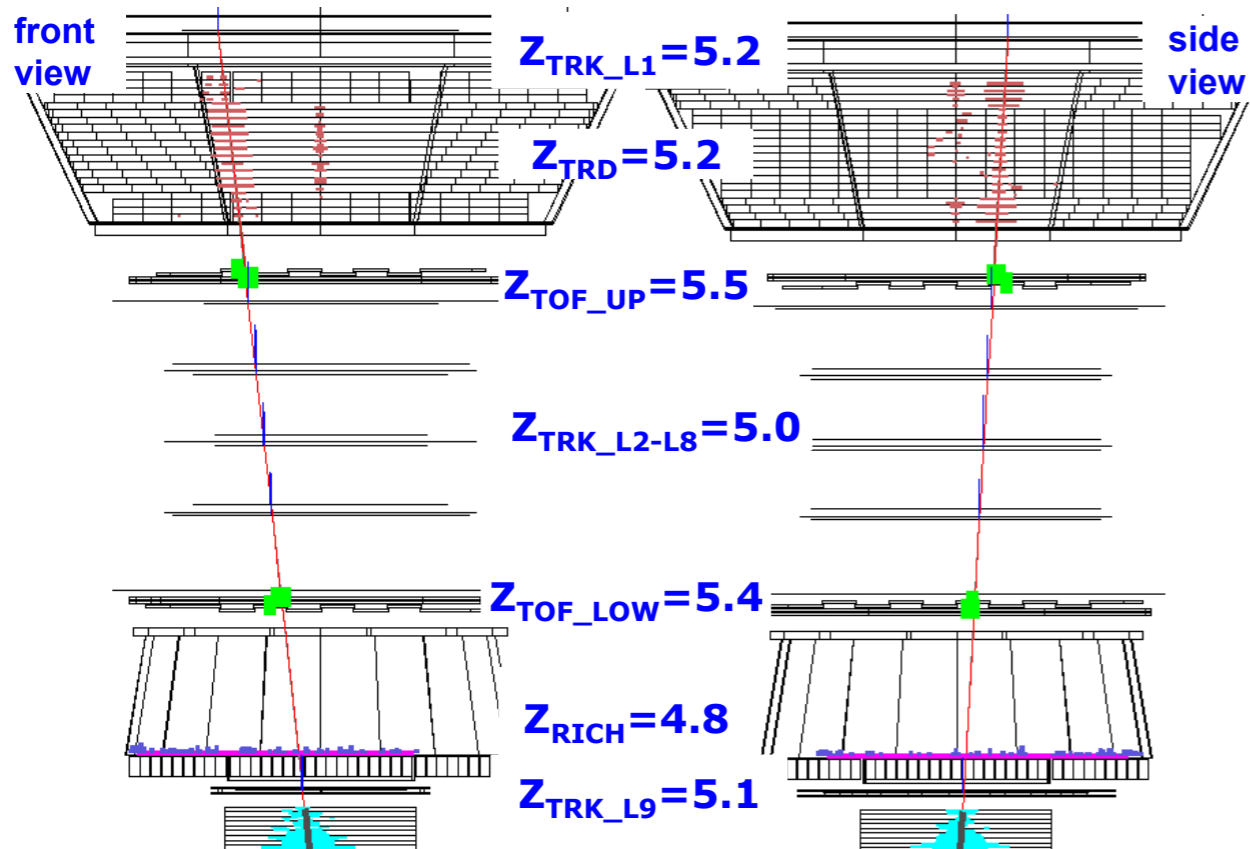 front
view
Z_TRK_L1=5.2
side
view
Z_TRD=5.2
Z_TOF_UP=5.5
Z_TRK_L2-L8=5.0
Z_TOF_LOW=5.4
Z_RICH=4.8
Z_TRK_L9=5.1